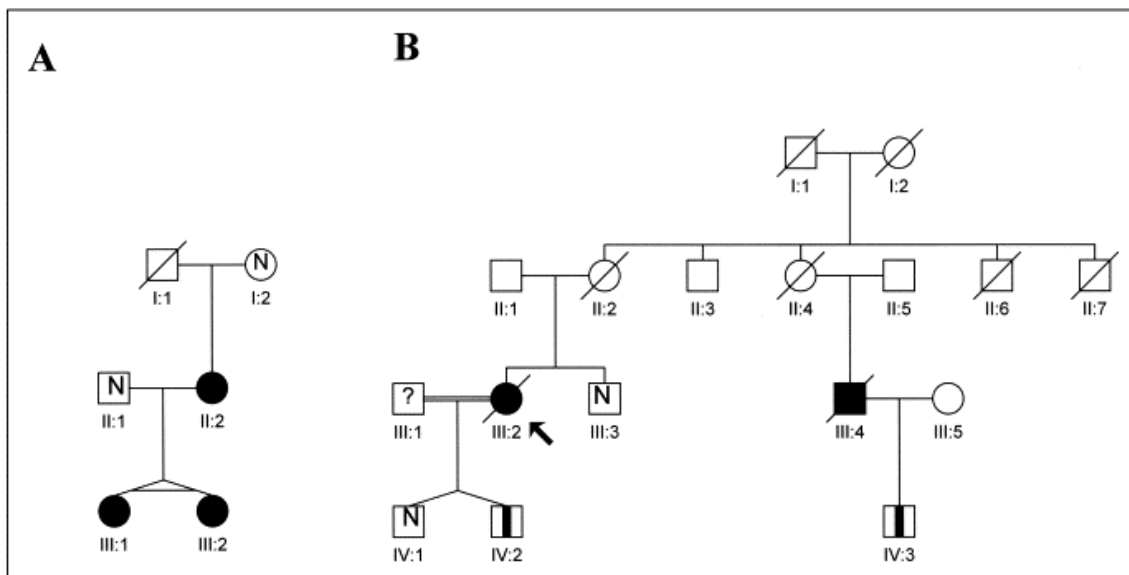 A
B
I:1 I:2
N
I:1 I:2
II:1 II:2 II:3 II:4 II:5 II:6 II:7
N
II:1 II:2
? N
III:1 III:2 III:3 III:4 III:5
III:1 III:2
N
IV:1 IV:2 IV:3